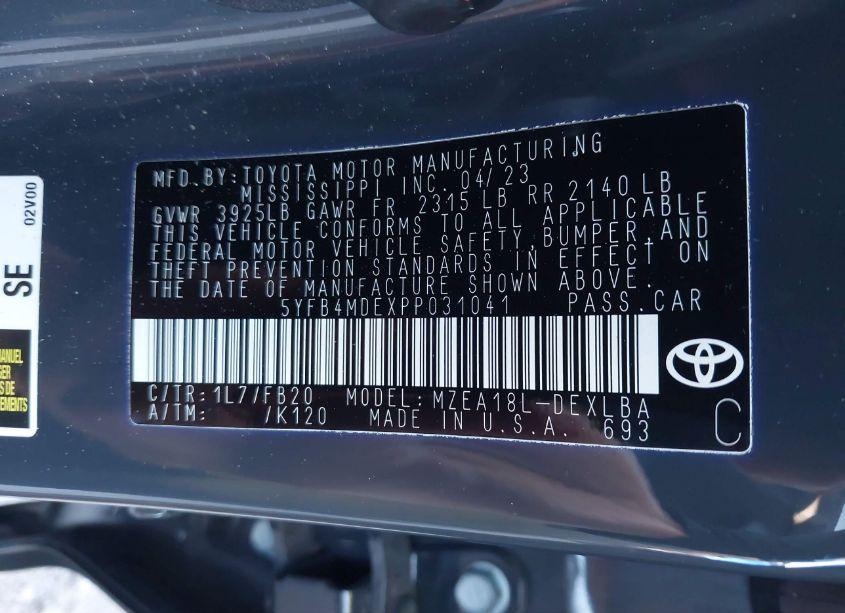 MFD.BY:TOYOTA MOTOR MANUFACTURING
MISSISSIPPI INC. 04/23
GVWR 3925LB GAWR FR 2315 LB RR 2140 LB
THIS VEHICLE CONFORMS TO ALL APPLICABLE
FEDERAL MOTOR VEHICLE SAFETY,BUMPER,AND
THEFT PREVENTION STANDARDS IN EFFECT ON
THE DATE OF MANUFACTURE SHOWN ABOVE.
5YFB4MDEXPP031041 PASS.CAR
C/TR: 1L7/FB20 MODEL: MZEA18L-DEXLBA
A/TM: /K120 MADE IN U.S.A. 693
C
02V00
SE